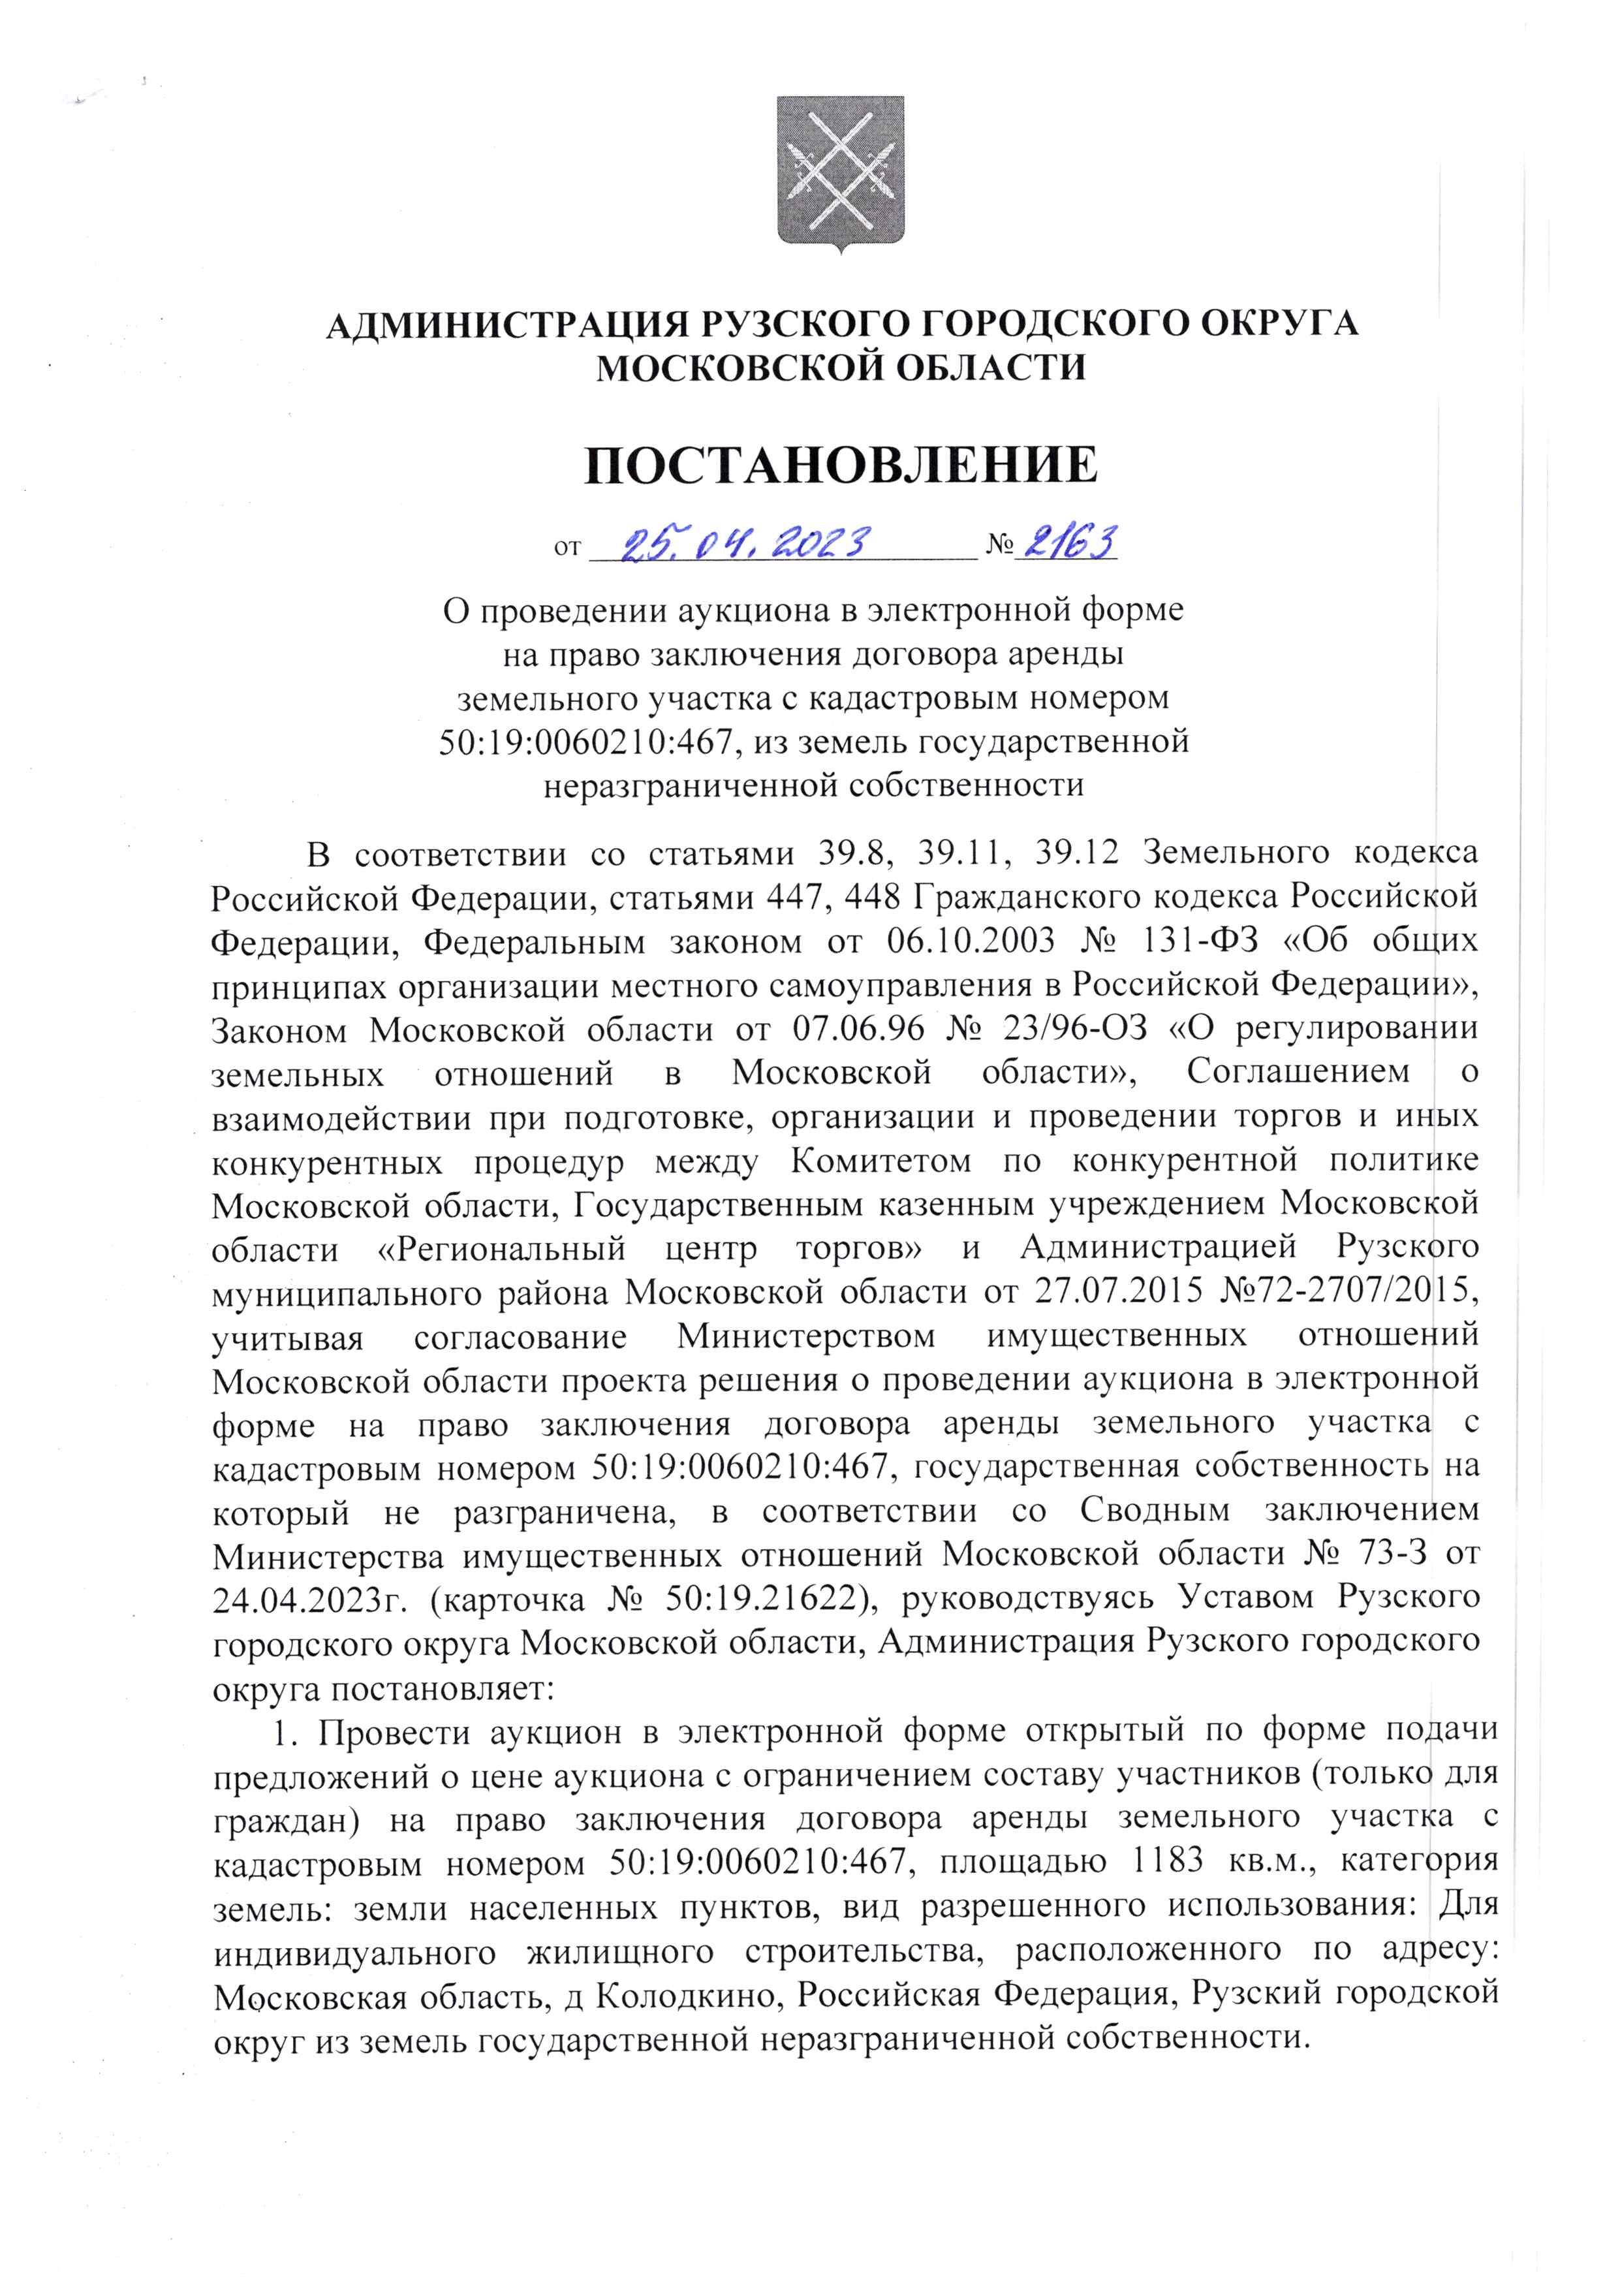 АДМИНИСТРАЦИЯ РУЗСКОГО ГОРОДСКОГО ОКРУГА
МОСКОВСКОЙ ОБЛАСТИ
ПОСТАНОВЛЕНИЕ
от 25.04.2023 № 2163
О проведении аукциона в электронной форме
на право заключения договора аренды
земельного участка с кадастровым номером
50:19:0060210:467, из земель государственной
неразграниченной собственности
В соответствии со статьями 39.8, 39.11, 39.12 Земельного кодекса
Российской Федерации, статьями 447, 448 Гражданского кодекса Российской
Федерации, Федеральным законом от 06.10.2003 № 131-ФЗ «Об общих
принципах организации местного самоуправления в Российской Федерации»,
Законом Московской области от 07.06.96 № 23/96-ОЗ «О регулировании
земельных отношений в Московской области», Соглашением о
взаимодействии при подготовке, организации и проведении торгов и иных
конкурентных процедур между Комитетом по конкурентной политике
Московской области, Государственным казенным учреждением Московской
области «Региональный центр торгов» и Администрацией Рузского
муниципального района Московской области от 27.07.2015 №72-2707/2015,
учитывая согласование Министерством имущественных отношений
Московской области проекта решения о проведении аукциона в электронной
форме на право заключения договора аренды земельного участка с
кадастровым номером 50:19:0060210:467, государственная собственность на
который не разграничена, в соответствии со Сводным заключением
Министерства имущественных отношений Московской области № 73-З от
24.04.2023г. (карточка № 50:19.21622), руководствуясь Уставом Рузского
городского округа Московской области, Администрация Рузского городского
округа постановляет:
1. Провести аукцион в электронной форме открытый по форме подачи
предложений о цене аукциона с ограничением составу участников (только для
граждан) на право заключения договора аренды земельного участка с
кадастровым номером 50:19:0060210:467, площадью 1183 кв.м., категория
земель: земли населенных пунктов, вид разрешенного использования: Для
индивидуального жилищного строительства, расположенного по адресу:
Московская область, д Колодкино, Российская Федерация, Рузский городской
округ из земель государственной неразграниченной собственности.